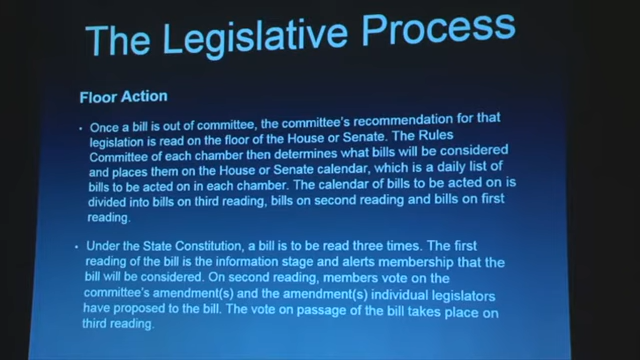 The Legislative Process
Floor Action
• Once a bill is out of committee, the committee's recommendation for that
legislation is read on the floor of the House or Senate. The Rules
Committee of each chamber then determines what bills will be considered
and places them on the House or Senate calendar, which is a daily list of
bills to be acted on in each chamber. The calendar of bills to be acted on is
divided into bills on third reading, bills on second reading and bills on first
reading.
• Under the State Constitution, a bill is to be read three times. The first
reading of the bill is the information stage and alerts membership that the
bill will be considered. On second reading, members vote on the
committee's amendment(s) and the amendment(s) individual legislators
have proposed to the bill. The vote on passage of the bill takes place on
third reading.